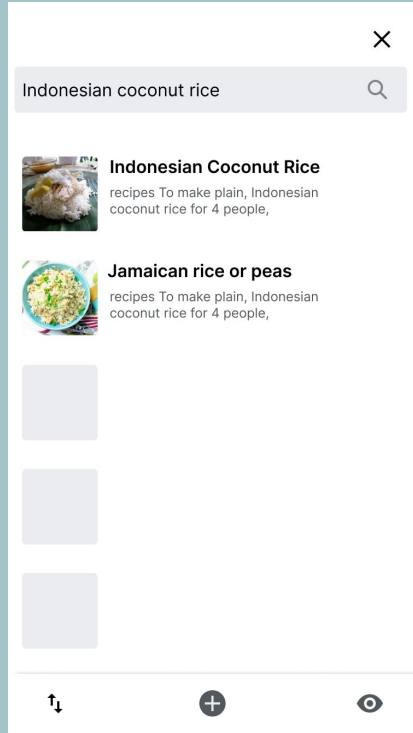 Indonesian coconut rice
Indonesian Coconut Rice
recipes To make plain, Indonesian
coconut rice for 4 people,
Jamaican rice or peas
recipes To make plain, Indonesian
coconut rice for 4 people,